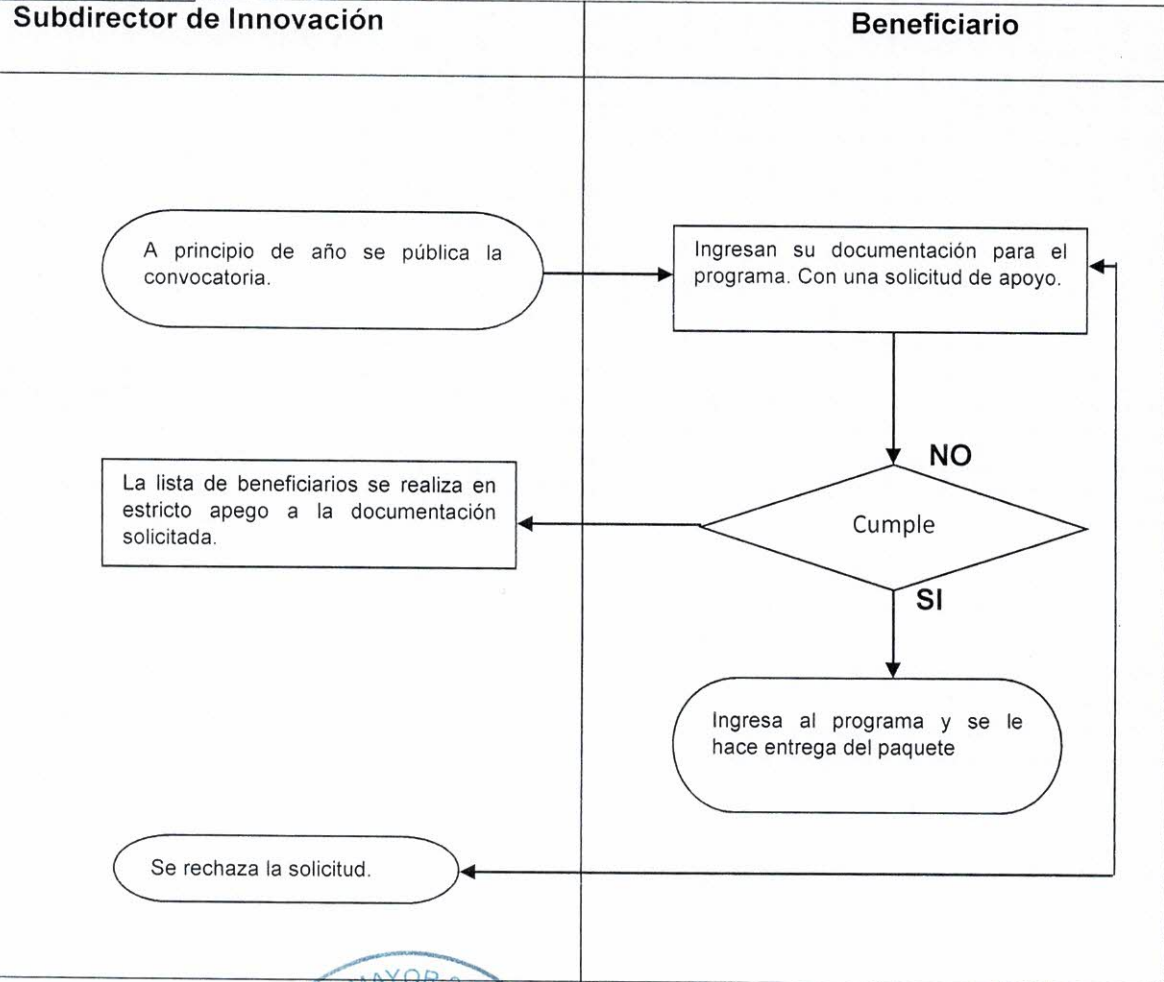 Subdirector de Innovación
Beneficiario
A principio de año se pública la
convocatoria.
Ingresan su documentación para el
programa. Con una solicitud de apoyo.
NO
La lista de beneficiarios se realiza en
estricto apego a la documentación
solicitada.
Cumple
SI
Ingresa al programa y se le
hace entrega del paquete
Se rechaza la solicitud.
MAYOR